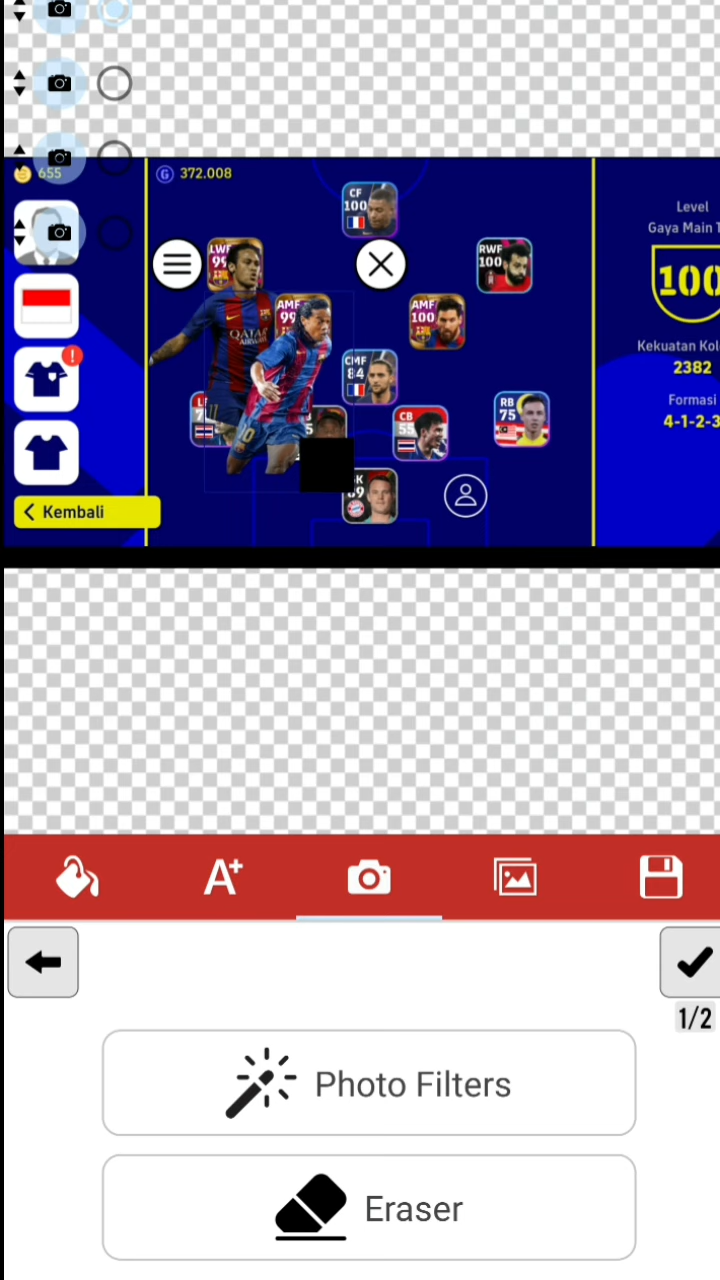 655
G 372.008
Level
Gaya Main T
100
Kekuatan Kol
2382
Formasi
4-1-2-3
CF
100
LWF
99
RWF
100
AMF
99
AMF
100
QATAR
AIRWAYS
CMF
84
CB
55
RB
75
10
Kembali
A+
1/2
Photo Filters
Eraser